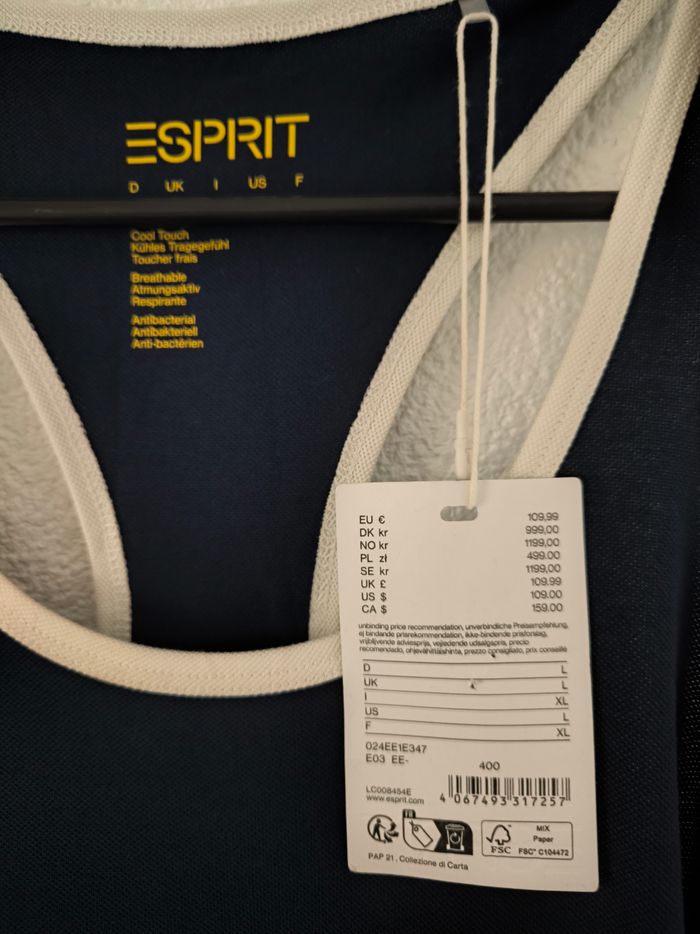 ESPRIT
D UK I US F
Cool Touch
Kühles Tragegefühl
Toucher frais
Breathable
Atmungsaktiv
Respirante
Antibacterial
Antibakteriell
Anti-bactérien
EU € 109,99
DK kr 999,00
NO kr 1199,00
PL zł 499.00
SE kr 1199,00
UK £ 109.99
US $ 109.00
CA $ 159.00
unbinding price recommendation, unverbindliche Preisempfehlung,
ej bindande prisrekommendation, ikke-bindende prisforslag,
vrijblijvende adviesprijs, vejledende udsalgspris, precio
recomendado, ohjevähittäishinta, prezzo consigliato, prix conseillé
D L
UK L
I XL
US L
F XL
024EE1E347
E03 EE- 400
LC008454E
www.esprit.com
4 067493 317257
FR
PAP 21. Collezione di Carta
FSC
MIX
Paper
FSC® C104472